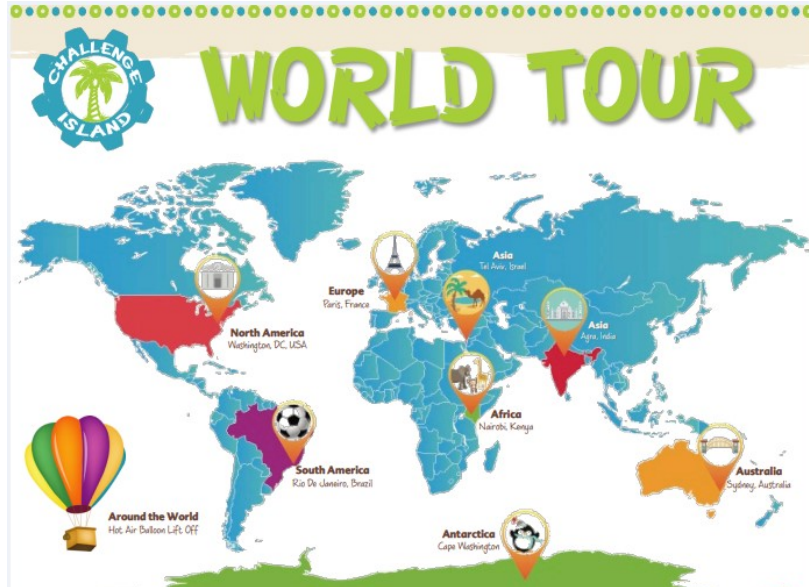 CHALLENGE
ISLAND
WORLD TOUR
Asia
Tal Aviv, Israel
Europe
Paris, France
Asia
Agra, India
North America
Washington, DC, USA
Africa
Nairobi, Kenya
South America
Rio De Janeiro, Brazil
Australia
Sydney, Australia
Around the World
Hot Air Balloon Lift Off
Antarctica
Cape Washington